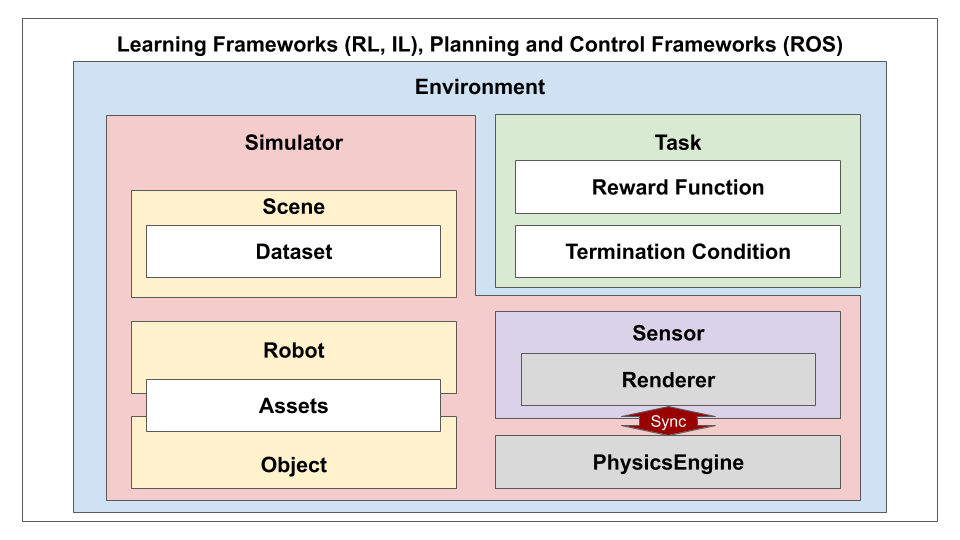 Learning Frameworks (RL, IL), Planning and Control Frameworks (ROS)
Environment
Simulator
Scene
Dataset
Robot
Assets
Object
Task
Reward Function
Termination Condition
Sensor
Renderer
Sync
PhysicsEngine